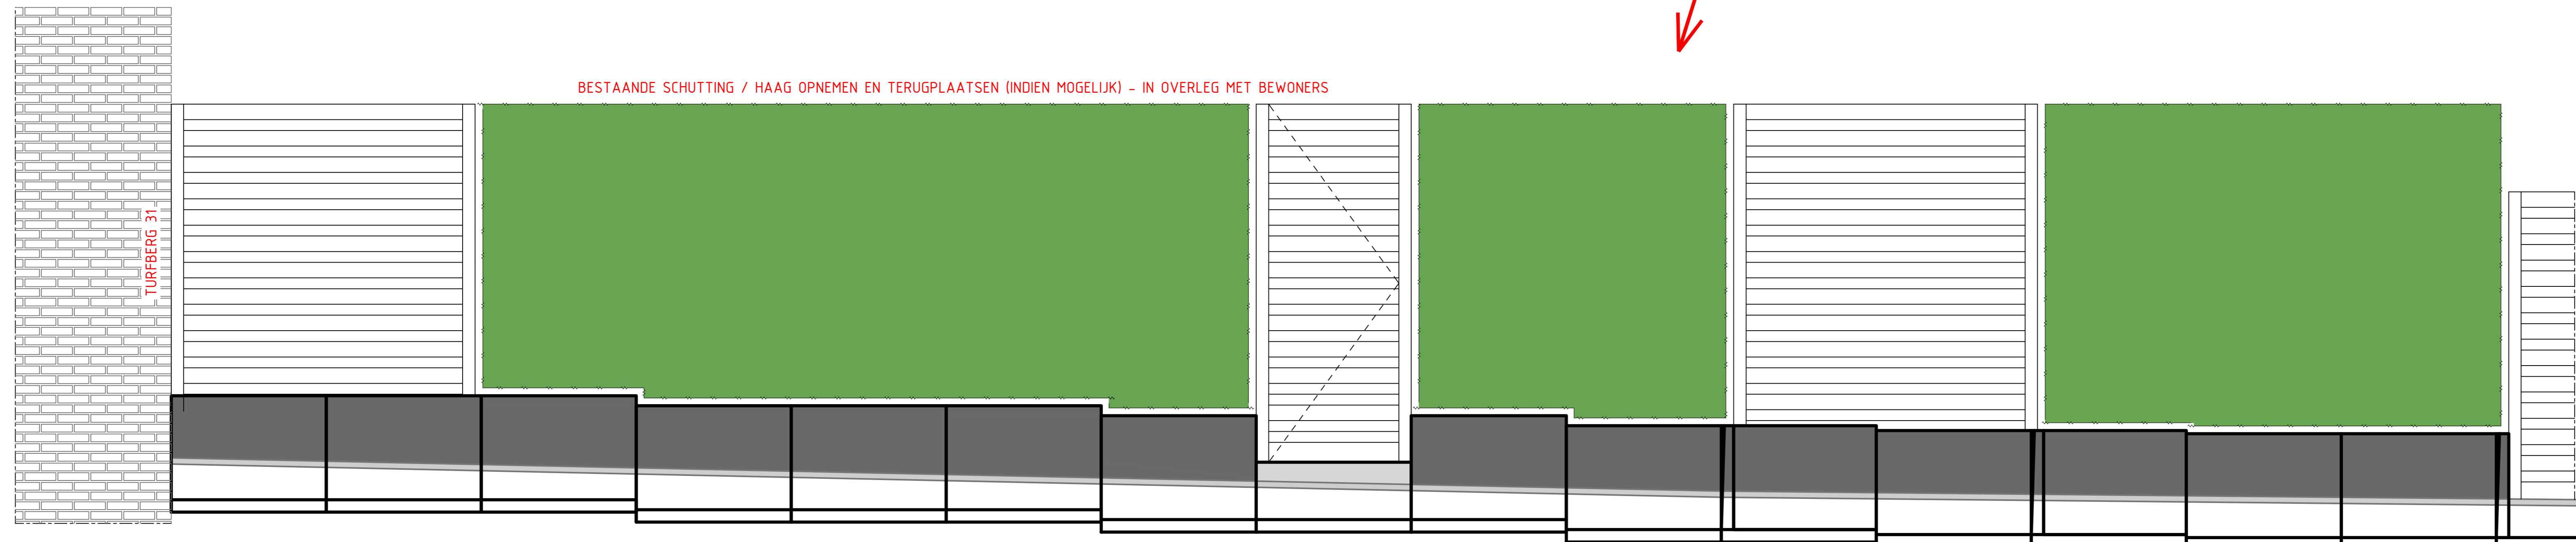 BESTAANDE SCHUTTING / HAAG OPNEMEN EN TERUGPLAATSEN (INDIEN MOGELIJK) - IN OVERLEG MET BEWONERS
TURFBERG 31